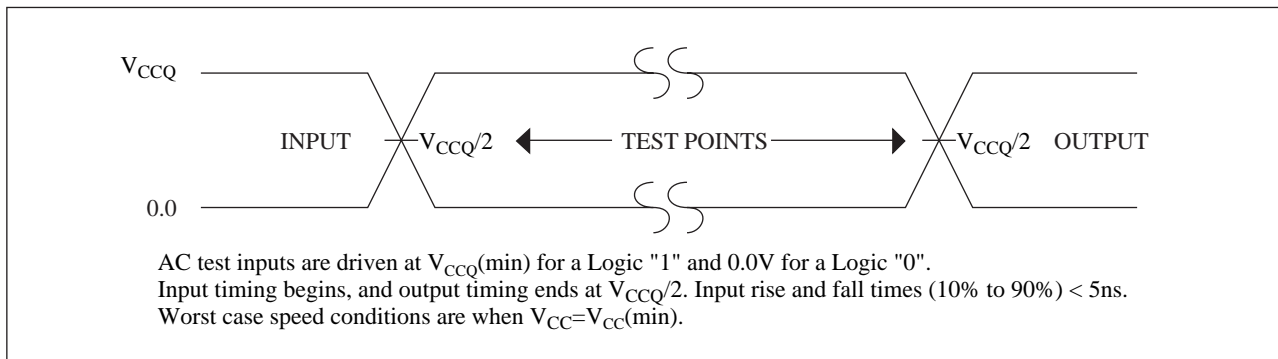 VCCQ
INPUT VCCQ/2 TEST POINTS VCCQ/2 OUTPUT
0.0
AC test inputs are driven at VCCQ(min) for a Logic "1" and 0.0V for a Logic "0".
Input timing begins, and output timing ends at VCCQ/2. Input rise and fall times (10% to 90%) < 5ns.
Worst case speed conditions are when VCC=VCC(min).